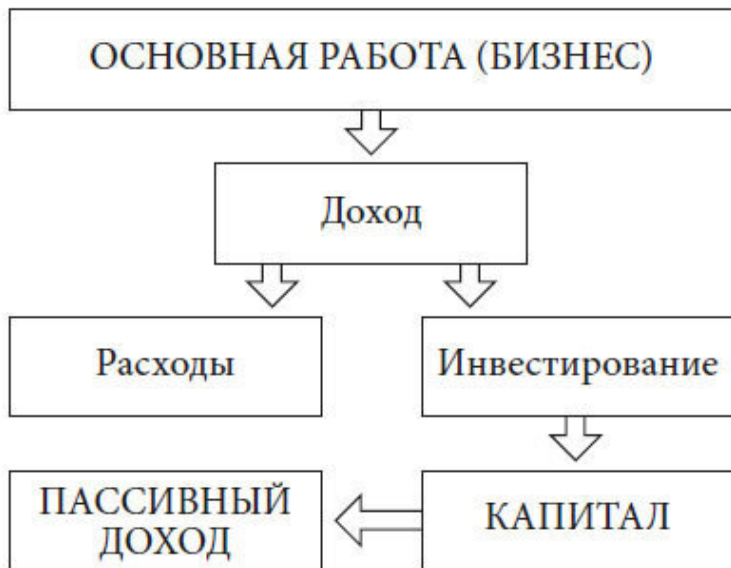 ОСНОВНАЯ РАБОТА (БИЗНЕС)
Доход
Расходы
Инвестирование
ПАССИВНЫЙ
ДОХОД
КАПИТАЛ